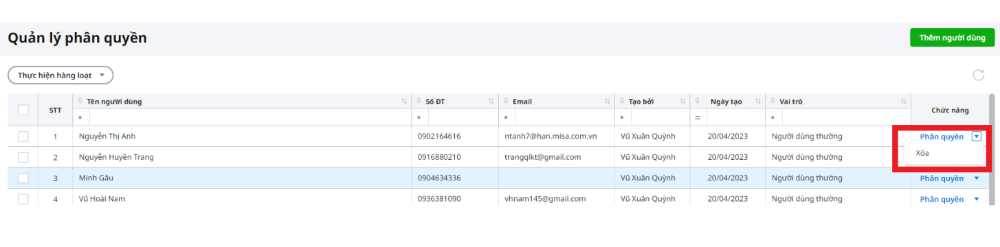 Quản lý phân quyền
Thêm người dùng
Thực hiện hàng loạt
STT Tên người dùng Số ĐT Email Tạo bởi Ngày tạo Vai trò Chức năng
* * * * = *
1 Nguyễn Thị Anh 0902164616 ntanh7@han.misa.com.vn Vũ Xuân Quỳnh 20/04/2023 Người dùng thường Phân quyền
Xóa
2 Nguyễn Huyền Trang 0916880210 trangqlkt@gmail.com Vũ Xuân Quỳnh 20/04/2023 Người dùng thường
3 Minh Gấu 0904634336 Vũ Xuân Quỳnh 20/04/2023 Người dùng thường Phân quyền
4 Vũ Hoài Nam 0936381090 vhnam145@gmail.com Vũ Xuân Quỳnh 20/04/2023 Người dùng thường Phân quyền